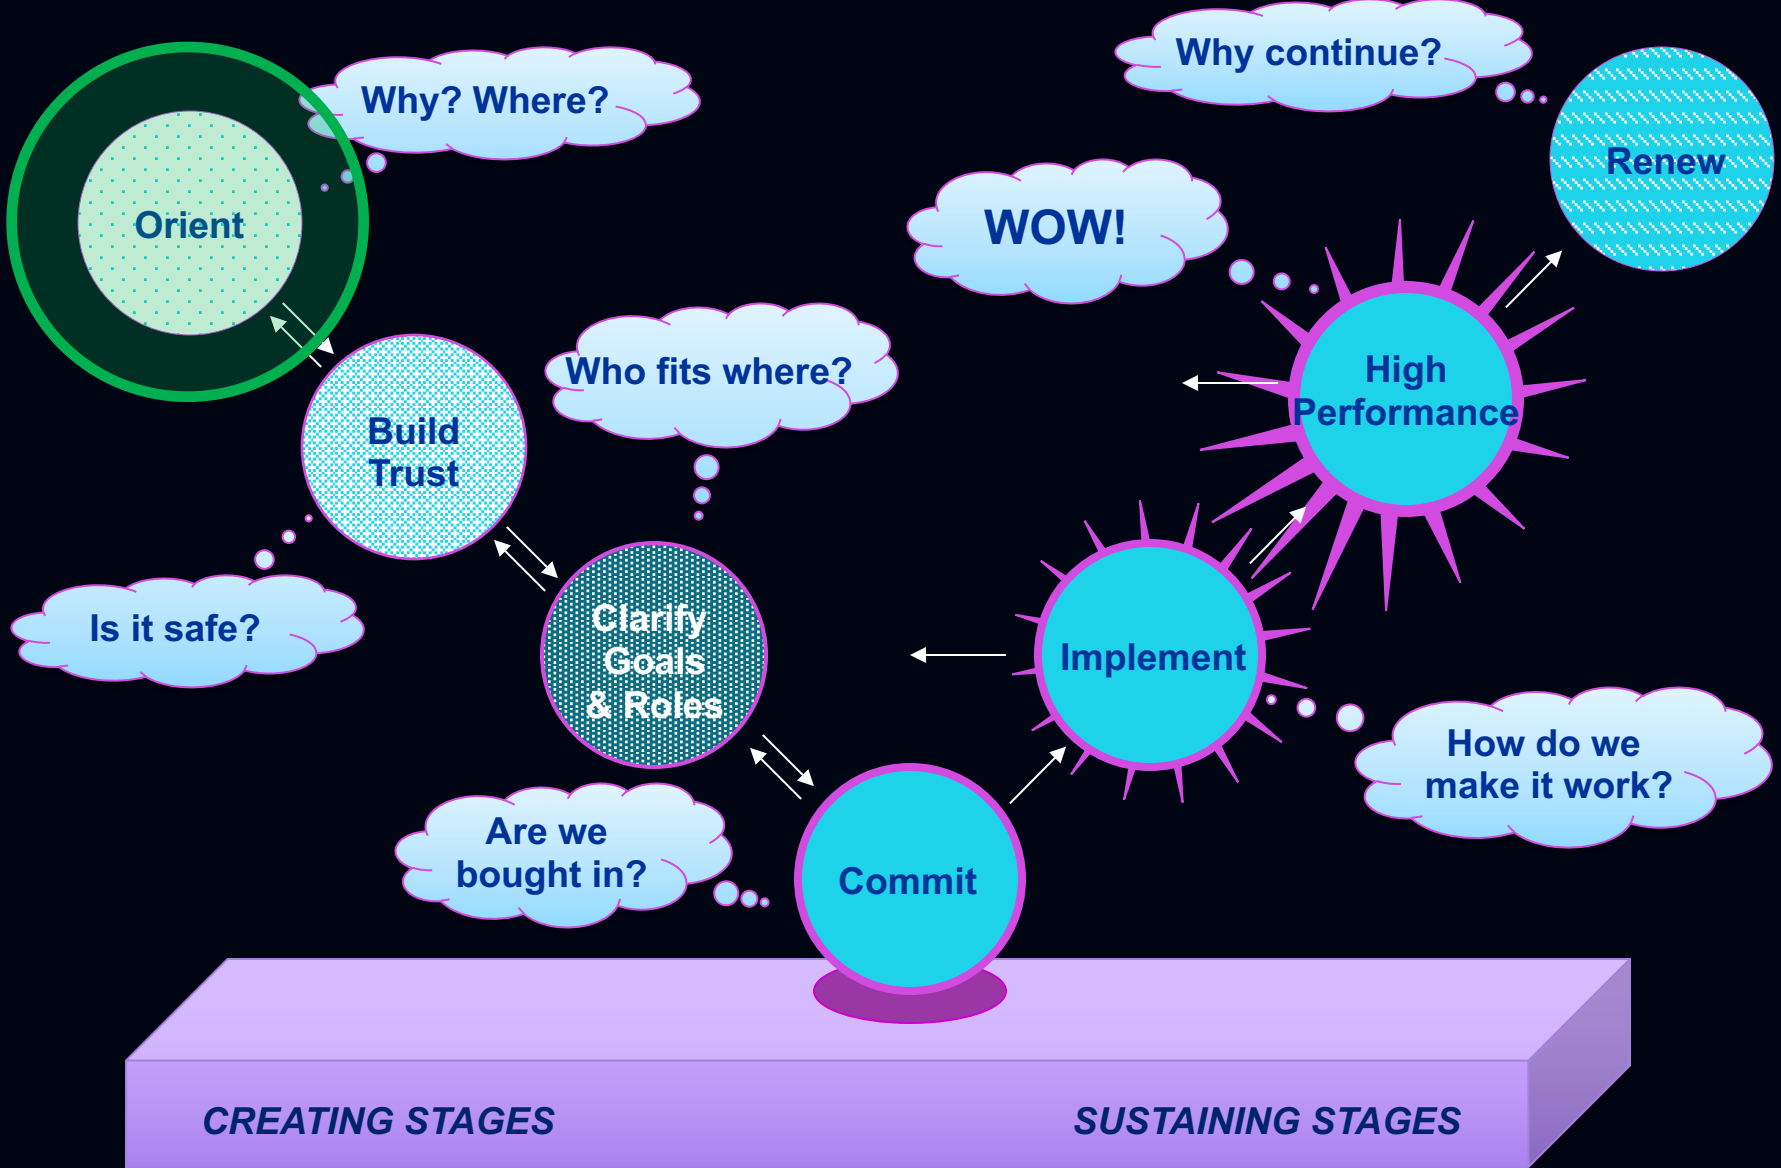 Why? Where?
Orient
Build
Trust
Is it safe?
Who fits where?
Clarify
Goals
& Roles
Are we
bought in?
Commit
How do we
make it work?
Implement
WOW!
High
Performance
Why continue?
Renew
CREATING STAGES
SUSTAINING STAGES